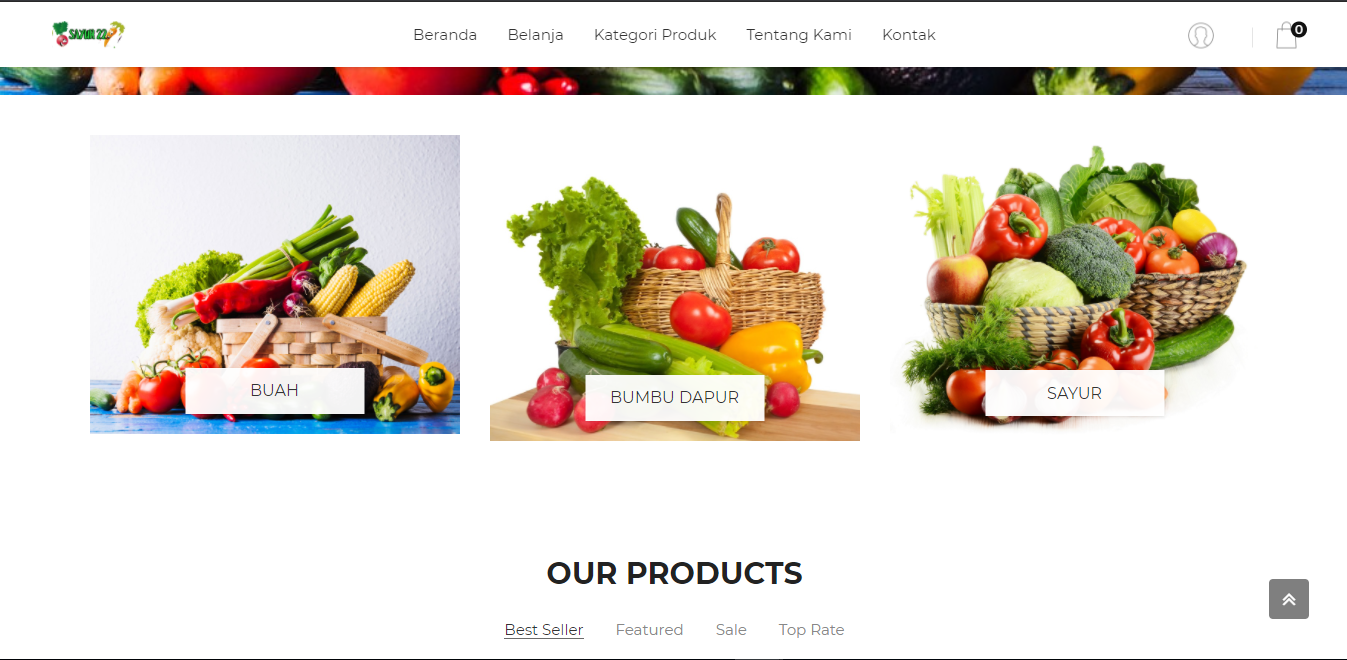 SAYUR 22
Beranda Belanja Kategori Produk Tentang Kami Kontak
0
BUAH
BUMBU DAPUR
SAYUR
OUR PRODUCTS
Best Seller Featured Sale Top Rate